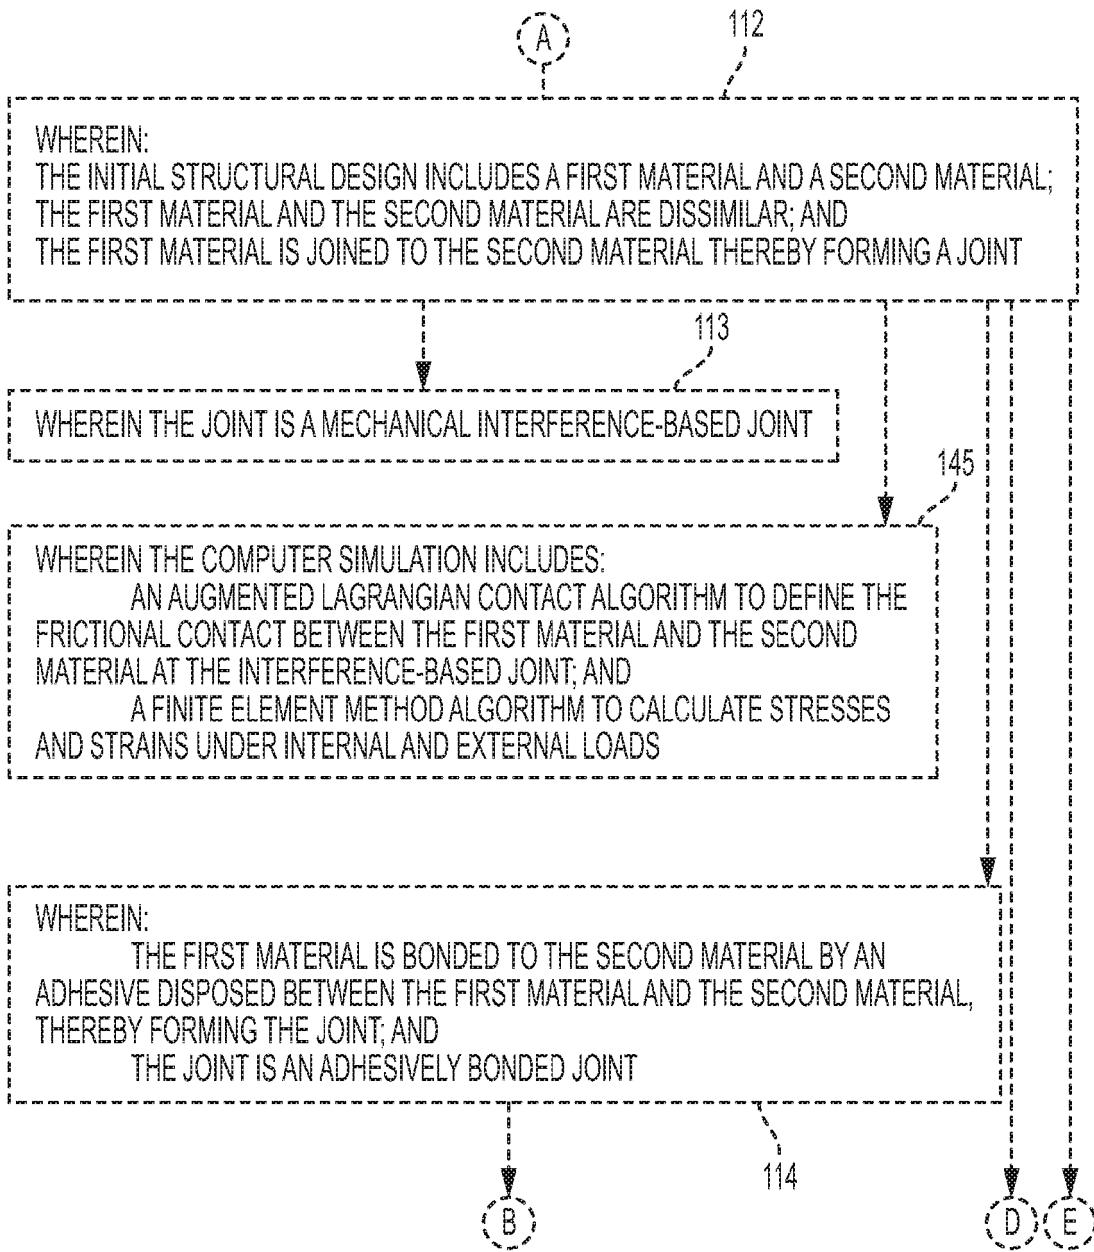 A
112
WHEREIN:
THE INITIAL STRUCTURAL DESIGN INCLUDES A FIRST MATERIAL AND A SECOND MATERIAL;
THE FIRST MATERIAL AND THE SECOND MATERIAL ARE DISSIMILAR; AND
THE FIRST MATERIAL IS JOINED TO THE SECOND MATERIAL THEREBY FORMING A JOINT
113
WHEREIN THE JOINT IS A MECHANICAL INTERFERENCE-BASED JOINT
145
WHEREIN THE COMPUTER SIMULATION INCLUDES:
AN AUGMENTED LAGRANGIAN CONTACT ALGORITHM TO DEFINE THE
FRICTIONAL CONTACT BETWEEN THE FIRST MATERIAL AND THE SECOND
MATERIAL AT THE INTERFERENCE-BASED JOINT; AND
A FINITE ELEMENT METHOD ALGORITHM TO CALCULATE STRESSES
AND STRAINS UNDER INTERNAL AND EXTERNAL LOADS
WHEREIN:
THE FIRST MATERIAL IS BONDED TO THE SECOND MATERIAL BY AN
ADHESIVE DISPOSED BETWEEN THE FIRST MATERIAL AND THE SECOND MATERIAL,
THEREBY FORMING THE JOINT; AND
THE JOINT IS AN ADHESIVELY BONDED JOINT
114
B
D
E